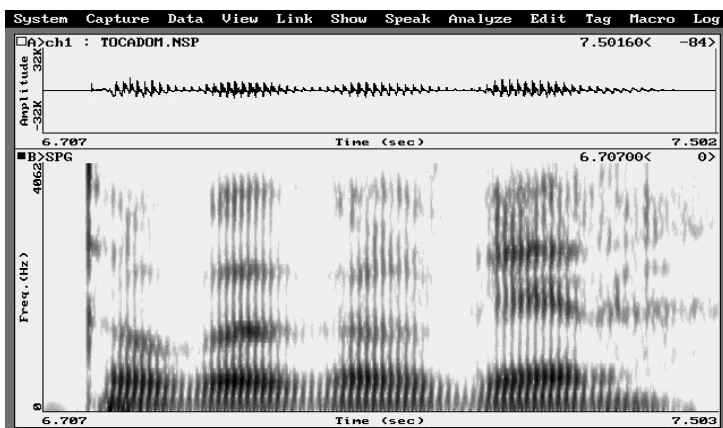 System Capture Data View Link Show Speak Analyze Edit Tag Macro Log
A>ch1 : TOCADOM.NSP 7.50160< -84>
Amplitude
-32K 32K
6.707 Time (sec) 7.502
B>SPG 6.70700< 0>
4062
Freq.(Hz)
0
6.707 Time (sec) 7.503